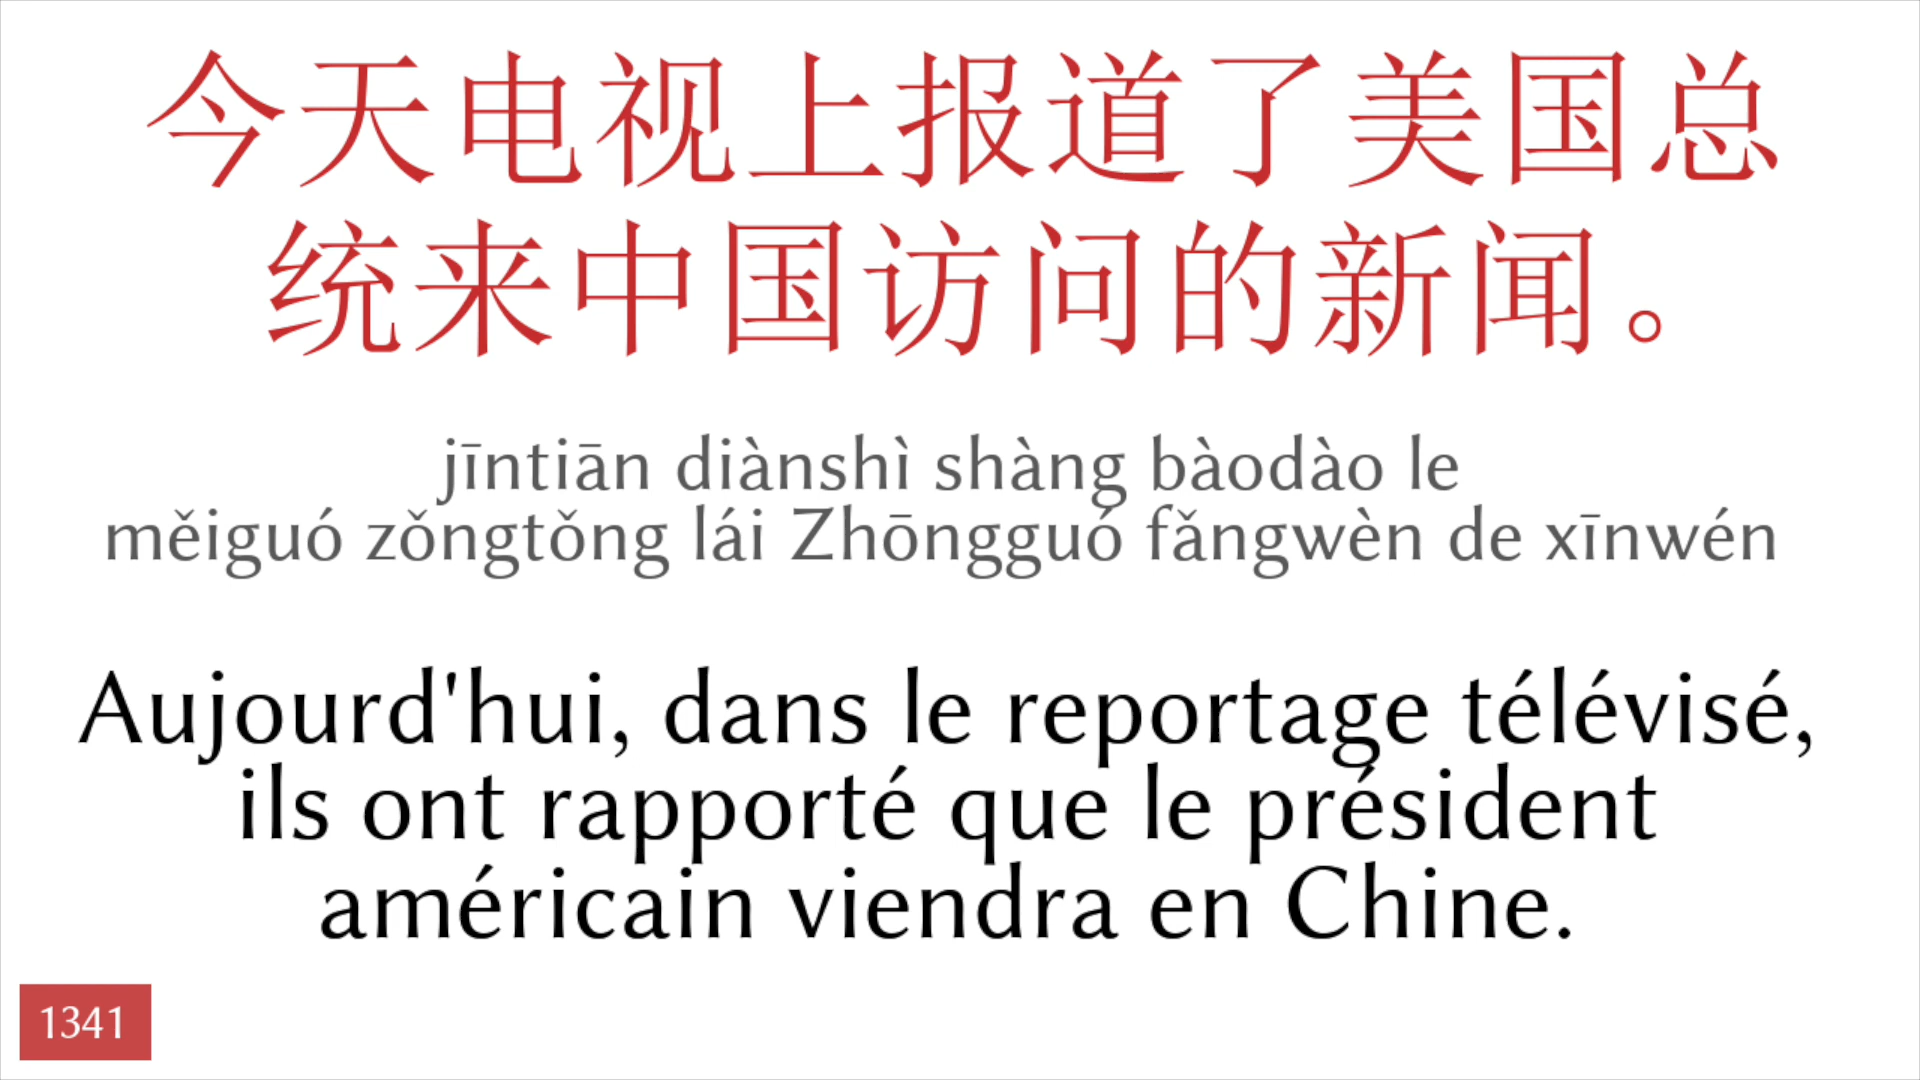 今天电视上报道了美国总
统来中国访问的新闻。
jīntiān diànshì shàng bàodào le
měiguó zǒngtǒng lái Zhōngguó fǎngwèn de xīnwén
Aujourd'hui, dans le reportage télévisé,
ils ont rapporté que le président
américain viendra en Chine.
1341